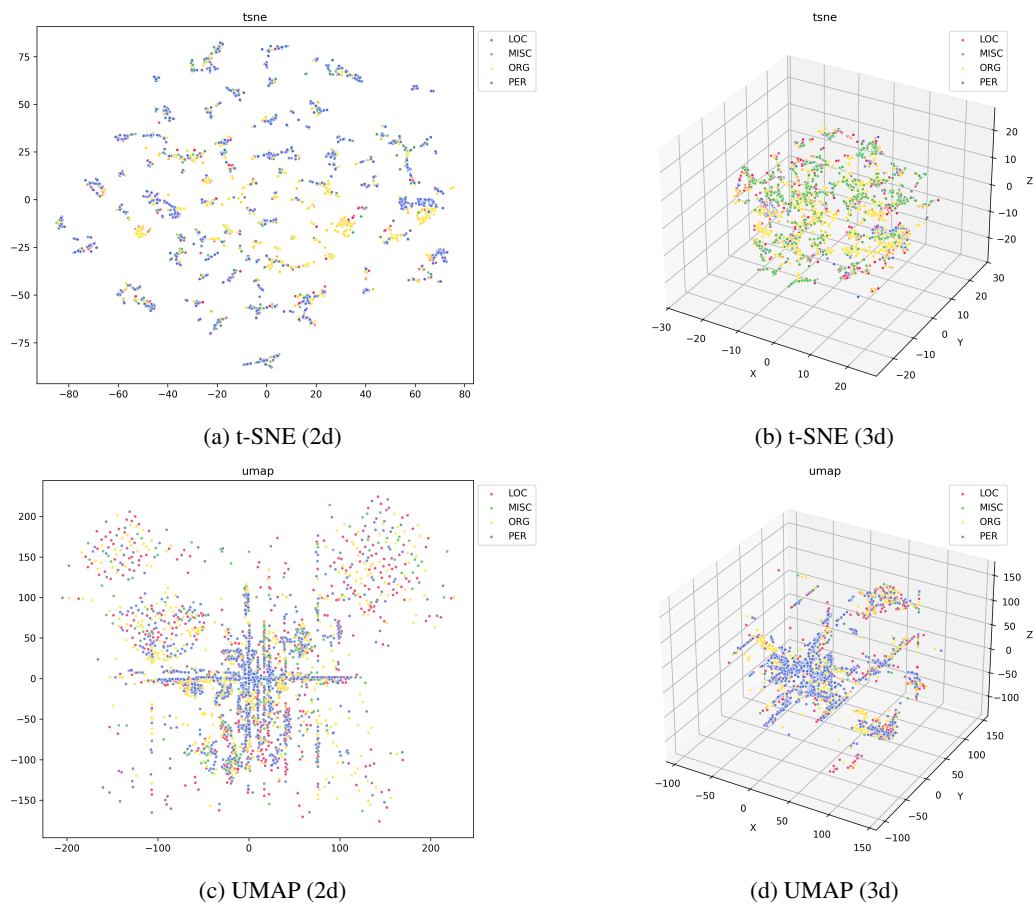 tsne
75
50
25
0
−25
−50
−75
−80 −60 −40 −20 0 20 40 60 80
LOC
MISC
ORG
PER
(a) t-SNE (2d)
tsne
LOC
MISC
ORG
PER
20
10
0
−10
−20
Z
−30
−20
−10
0
10
20
X
−20
−10
0
10
20
30
Y
(b) t-SNE (3d)
umap
200
150
100
50
0
−50
−100
−150
−200 −100 0 100 200
LOC
MISC
ORG
PER
(c) UMAP (2d)
umap
LOC
MISC
ORG
PER
150
100
50
0
−50
−100
Z
−100
−50
0
50
100
150
X
−100
−50
0
50
100
150
Y
(d) UMAP (3d)